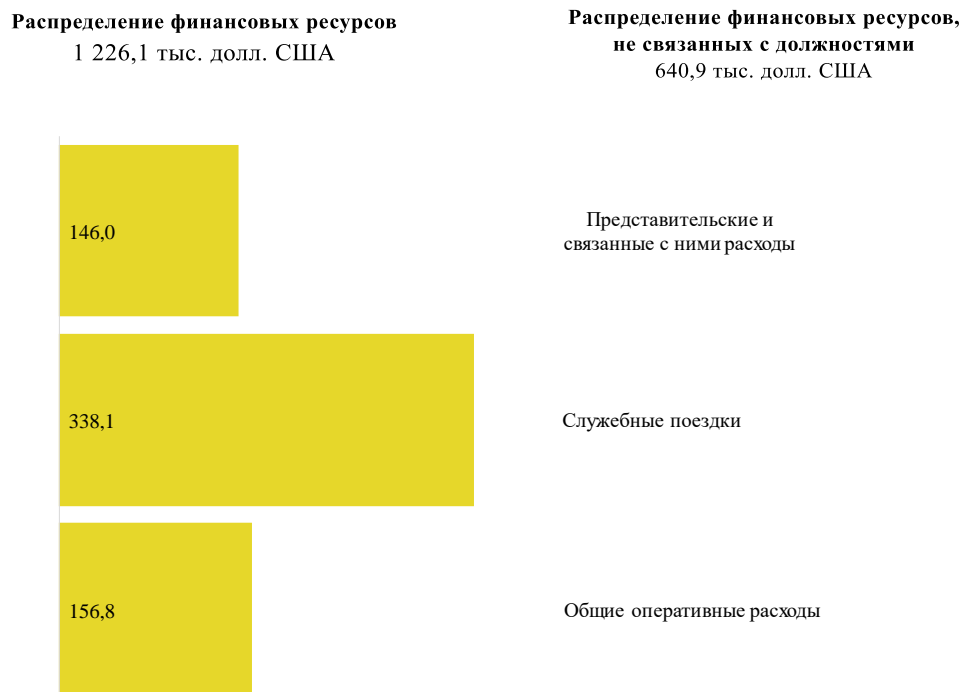 Распределение финансовых ресурсов
1 226,1 тыс. долл. США
Распределение финансовых ресурсов,
не связанных с должностями
640,9 тыс. долл. США
146,0
Представительские и
связанные с ними расходы
338,1
Служебные поездки
156,8
Общие оперативные расходы